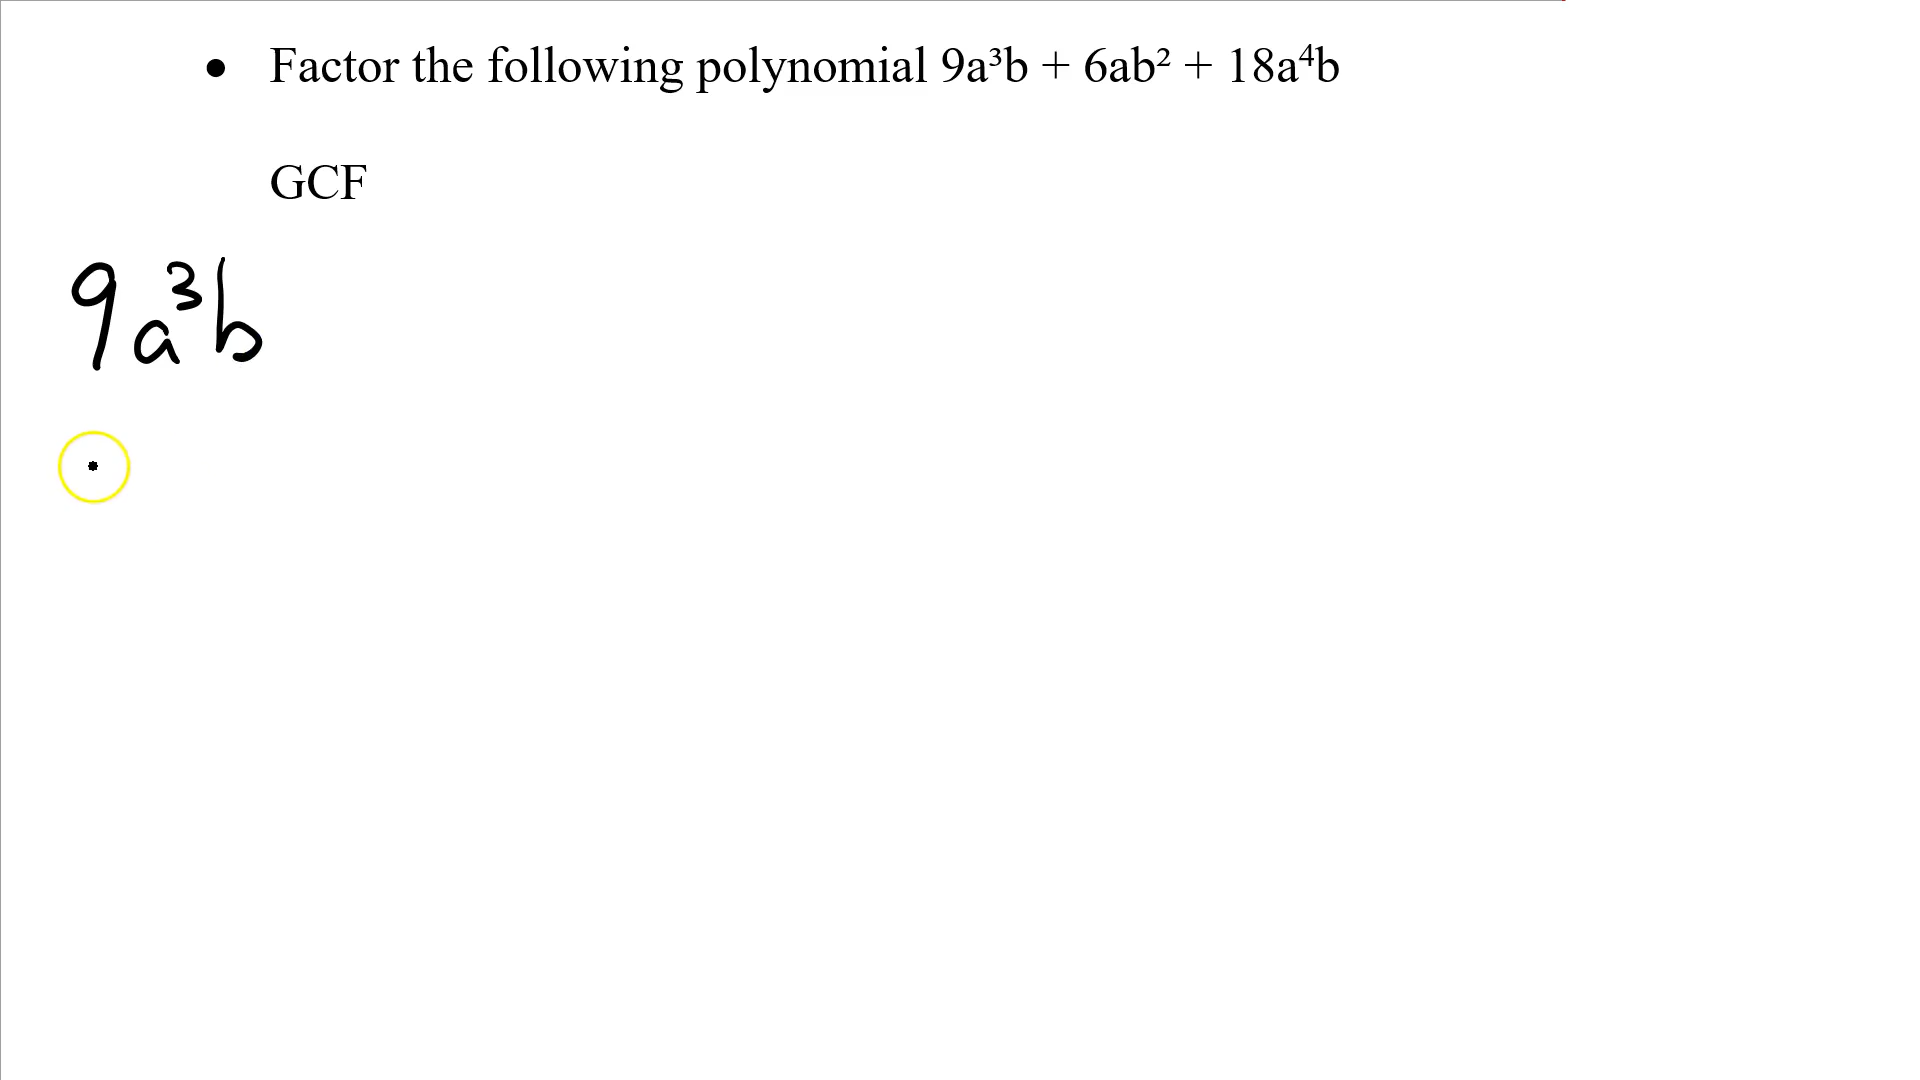 • Factor the following polynomial 9a³b + 6ab² + 18a⁴b
GCF
9a³b